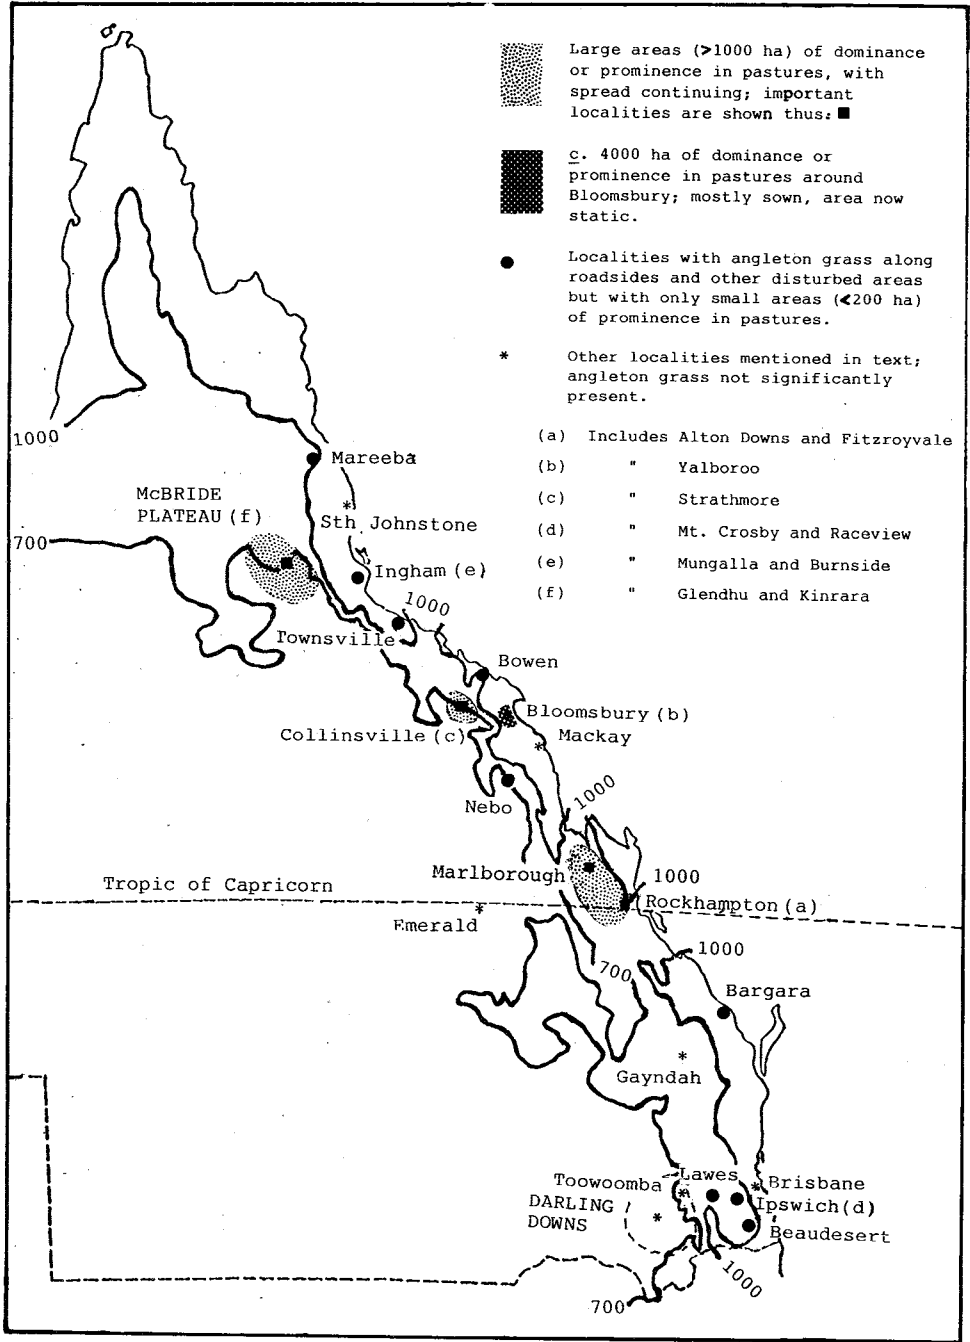 Large areas (>1000 ha) of dominance
or prominence in pastures, with
spread continuing; important
localities are shown thus: ■
c. 4000 ha of dominance or
prominence in pastures around
Bloomsbury; mostly sown, area now
static.
Localities with angleton grass along
roadsides and other disturbed areas
but with only small areas (<200 ha)
of prominence in pastures.
* Other localities mentioned in text;
angleton grass not significantly
present.
(a) Includes Alton Downs and Fitzroyvale
(b) " Yalboroo
(c) " Strathmore
(d) " Mt. Crosby and Raceview
(e) " Mungalla and Burnside
(f) " Glendhu and Kinrara
1000
Mareeba
McBRIDE
PLATEAU (f)
Sth Johnstone
700
Ingham (e)
1000
Townsville
Bowen
Bloomsbury (b)
Collinsville (c)
Mackay
Nebo
1000
Marlborough
1000
Tropic of Capricorn
Rockhampton (a)
Emerald
1000
700
Bargara
Gayndah
Lawes
Toowoomba
Brisbane
DARLING
DOWNS
Ipswich (d)
Beaudesert
1000
700